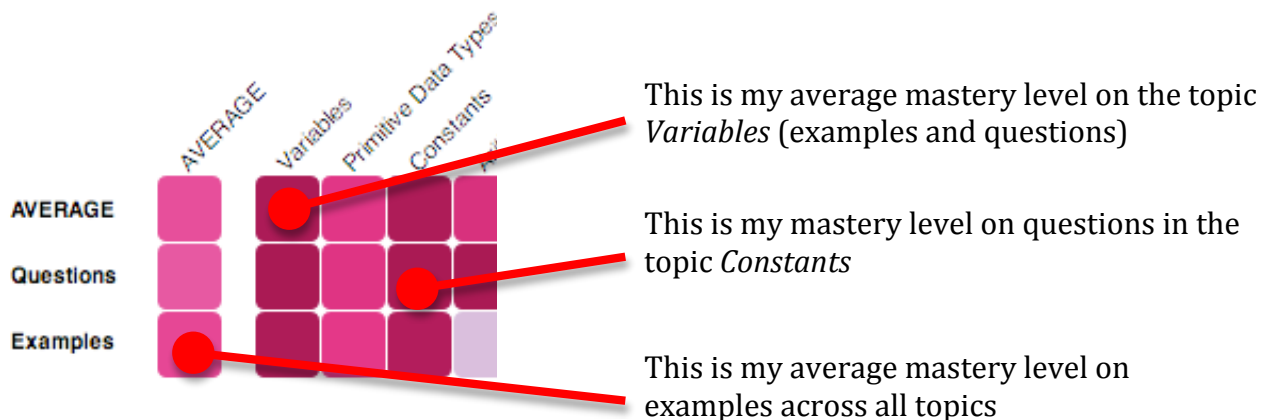 AVERAGE
Variables
Primitive Data Types
Constants
AVERAGE
Questions
Examples
This is my average mastery level on the topic
Variables (examples and questions)
This is my mastery level on questions in the
topic Constants
This is my average mastery level on
examples across all topics